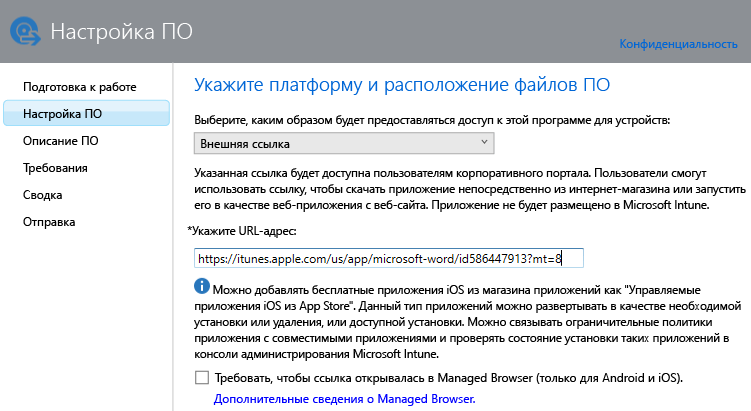 Настройка ПО
Конфиденциальность
Подготовка к работе
Настройка ПО
Описание ПО
Требования
Сводка
Отправка
Укажите платформу и расположение файлов ПО
Выберите, каким образом будет предоставляться доступ к этой программе для устройств:
Внешняя ссылка
Указанная ссылка будет доступна пользователям корпоративного портала. Пользователи смогут
использовать ссылку, чтобы скачать приложение непосредственно из интернет-магазина или запустить
его в качестве веб-приложения с веб-сайта. Приложение не будет размещено в Microsoft Intune.
*Укажите URL-адрес:
https://itunes.apple.com/us/app/microsoft-word/id586447913?mt=8
Можно добавлять бесплатные приложения iOS из магазина приложений как "Управляемые
приложения iOS из App Store". Данный тип приложений можно развертывать в качестве необходимой
установки или удаления, или доступной установки. Можно связывать ограничительные политики
приложения с совместимыми приложениями и проверять состояние установки таких приложений в
консоли администрирования Microsoft Intune.
Требовать, чтобы ссылка открывалась в Managed Browser (только для Android и iOS).
Дополнительные сведения о Managed Browser.